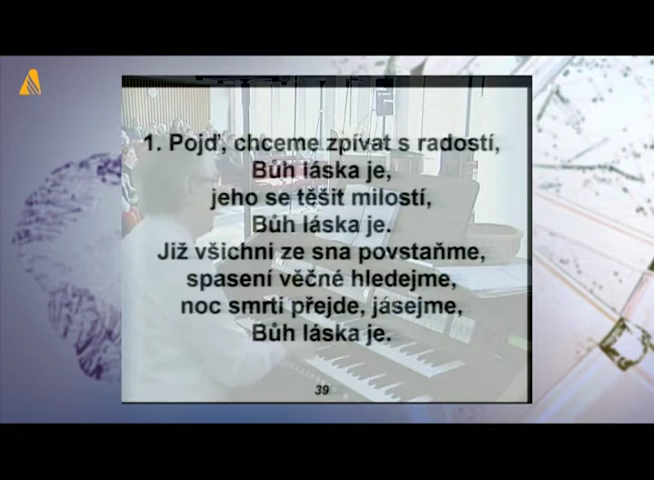 1. Pojď, chceme zpívat s radostí,
Bůh láska je,
jeho se těšit milostí,
Bůh láska je.
Již všichni ze sna povstaňme,
spasení věčné hledejme,
noc smrti přejde, jásejme,
Bůh láska je.
39